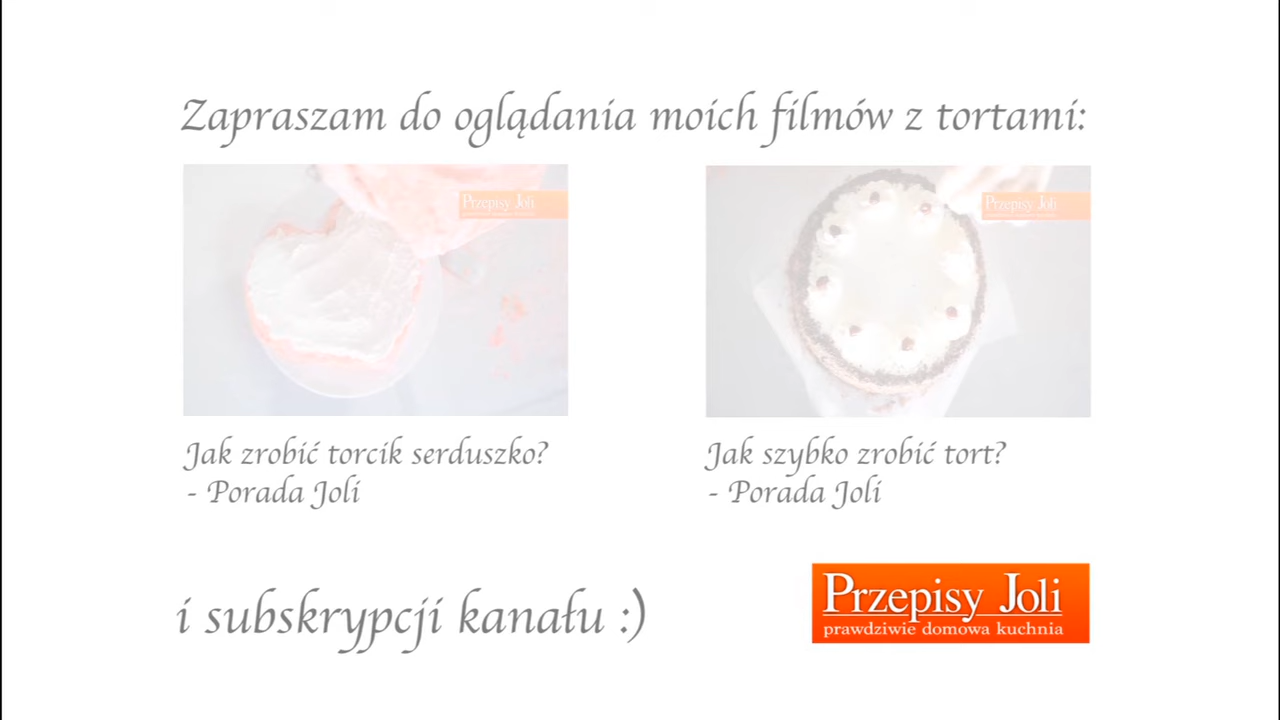 Zapraszam do oglądania moich filmów z tortami:
Przepisy Joli
Przepisy Joli
Jak zrobić torcik serduszko?
- Porada Joli
Jak szybko zrobić tort?
- Porada Joli
i subskrypcji kanału :)
Przepisy Joli
prawdziwie domowa kuchnia